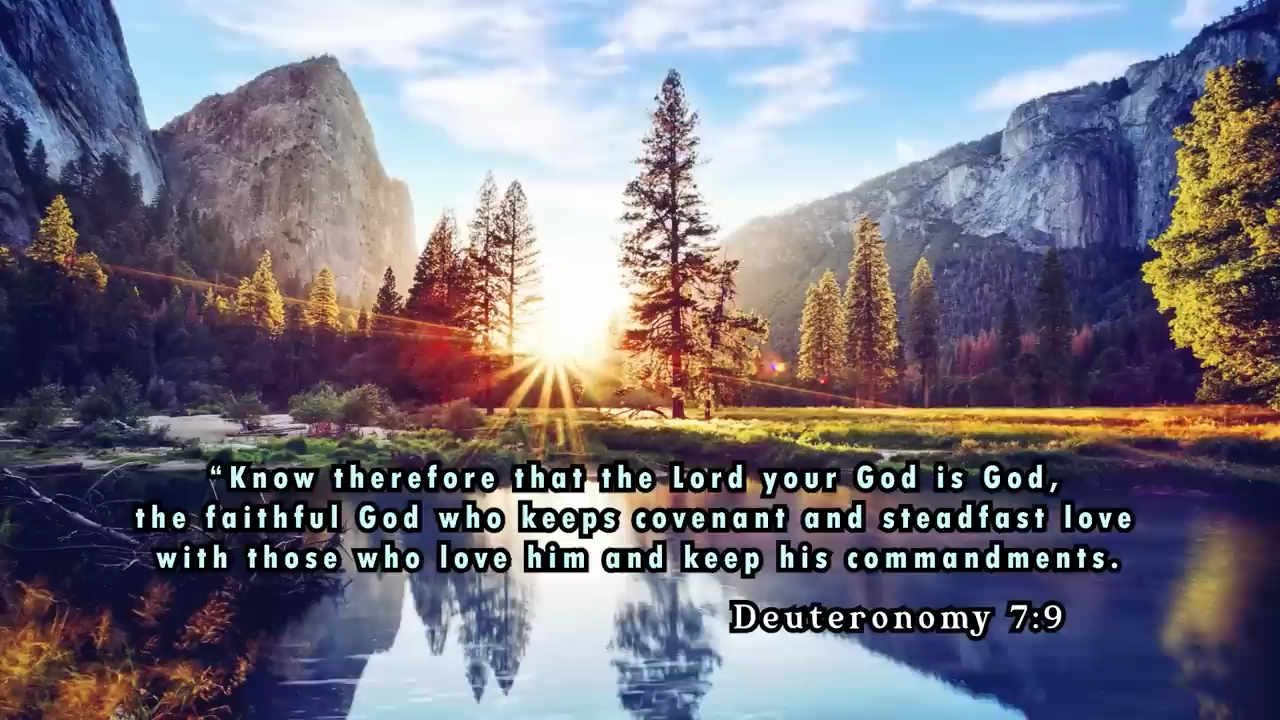 “Know therefore that the Lord your God is God,
the faithful God who keeps covenant and steadfast love
with those who love him and keep his commandments.
Deuteronomy 7:9